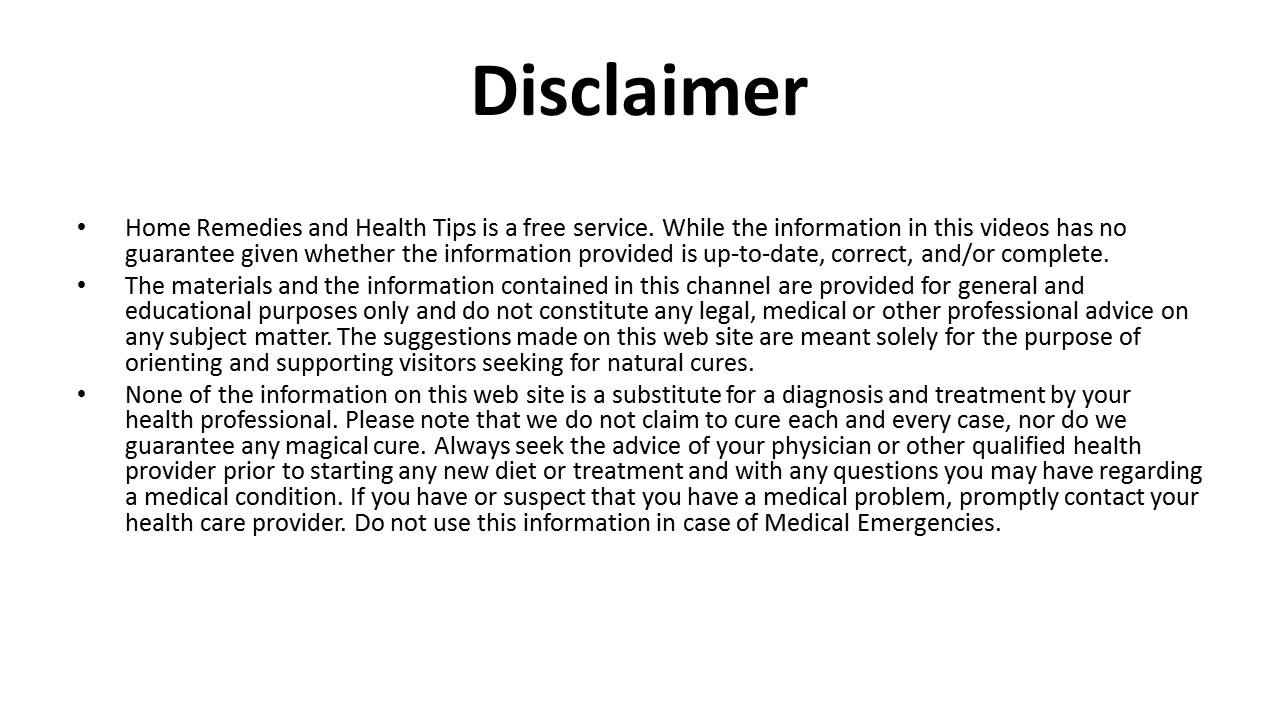 Disclaimer
• Home Remedies and Health Tips is a free service. While the information in this videos has no
guarantee given whether the information provided is up-to-date, correct, and/or complete.
• The materials and the information contained in this channel are provided for general and
educational purposes only and do not constitute any legal, medical or other professional advice on
any subject matter. The suggestions made on this web site are meant solely for the purpose of
orienting and supporting visitors seeking for natural cures.
• None of the information on this web site is a substitute for a diagnosis and treatment by your
health professional. Please note that we do not claim to cure each and every case, nor do we
guarantee any magical cure. Always seek the advice of your physician or other qualified health
provider prior to starting any new diet or treatment and with any questions you may have regarding
a medical condition. If you have or suspect that you have a medical problem, promptly contact your
health care provider. Do not use this information in case of Medical Emergencies.